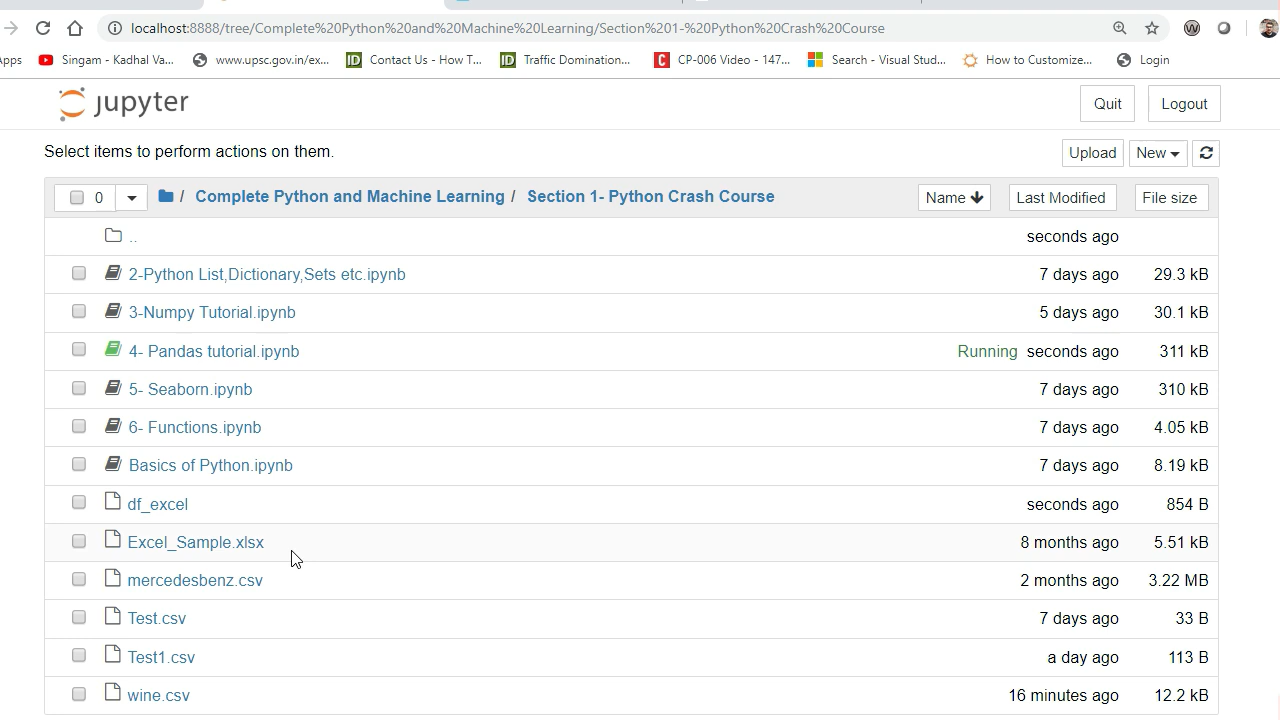 localhost:8888/tree/Complete%20Python%20and%20Machine%20Learning/Section%201-%20Python%20Crash%20Course
pps Singam Kadhal Va... www.upsc.gov.in/ex... Contact Us - How T... Traffic Domination... CP-006 Video - 147... Search - Visual Stud... How to Customize... Login
jupyter Quit Logout
Select items to perform actions on them. Upload New
0 / Complete Python and Machine Learning / Section 1- Python Crash Course Name Last Modified File size
.. seconds ago
2-Python List,Dictionary,Sets etc.ipynb 7 days ago 29.3 kB
3-Numpy Tutorial.ipynb 5 days ago 30.1 kB
4- Pandas tutorial.ipynb Running seconds ago 311 kB
5- Seaborn.ipynb 7 days ago 310 kB
6- Functions.ipynb 7 days ago 4.05 kB
Basics of Python.ipynb 7 days ago 8.19 kB
df_excel seconds ago 854 B
Excel_Sample.xlsx 8 months ago 5.51 kB
mercedesbenz.csv 2 months ago 3.22 MB
Test.csv 7 days ago 33 B
Test1.csv a day ago 113 B
wine.csv 16 minutes ago 12.2 kB